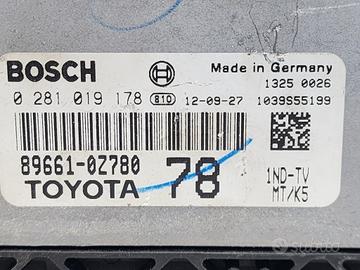 BOSCH
Made in Germany
1325 0026
0 281 019 178 810 12-09-27 1039S55199
89661-0Z780
TOYOTA
78
1ND-TV
MT/K5
subito